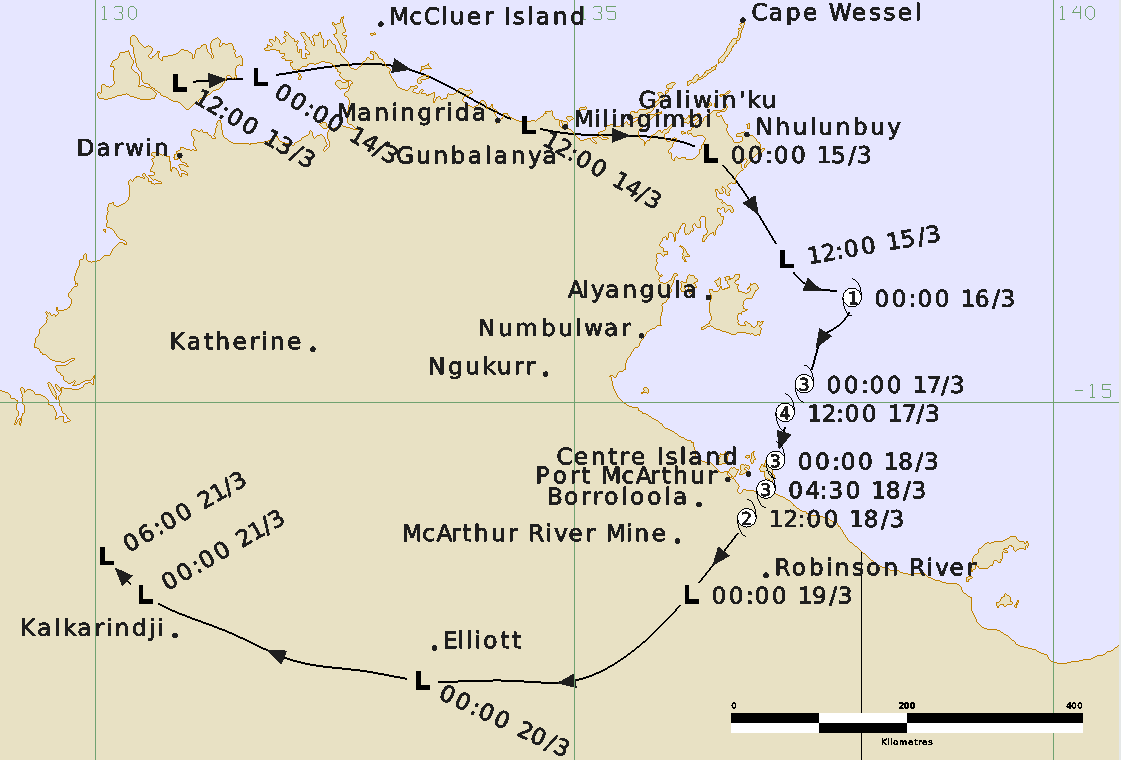 130
135
140
McCluer Island
Cape Wessel
L
L
12:00 13/3
00:00 14/3
Maningrida
Galiwin'ku
Milingimbi
Nhulunbuy
Darwin
Gunbalanya
L
12:00 14/3
L
00:00 15/3
L
12:00 15/3
Alyangula
1
00:00 16/3
Numbulwar
Katherine
Ngukurr
3
00:00 17/3
-15
4
12:00 17/3
Centre Island
3
00:00 18/3
Port McArthur
3
04:30 18/3
Borroloola
2
12:00 18/3
McArthur River Mine
06:00 21/3
L
00:00 21/3
L
Robinson River
L
00:00 19/3
Kalkarindji
Elliott
L
00:00 20/3
0
200
400
Kilometres